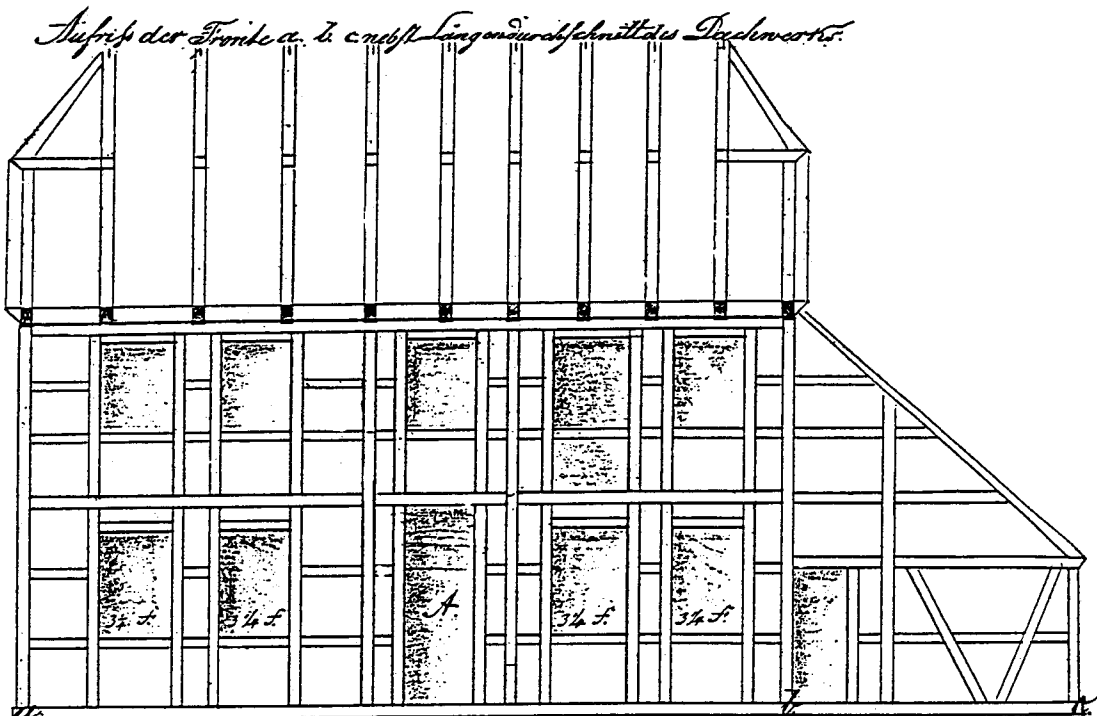 Aufriß der Fronte a. b. c nebst Längendurchschnitt des Dachwerks.
3¼ f. 3¼ f. A 3¼ f. 3¼ f.
b.